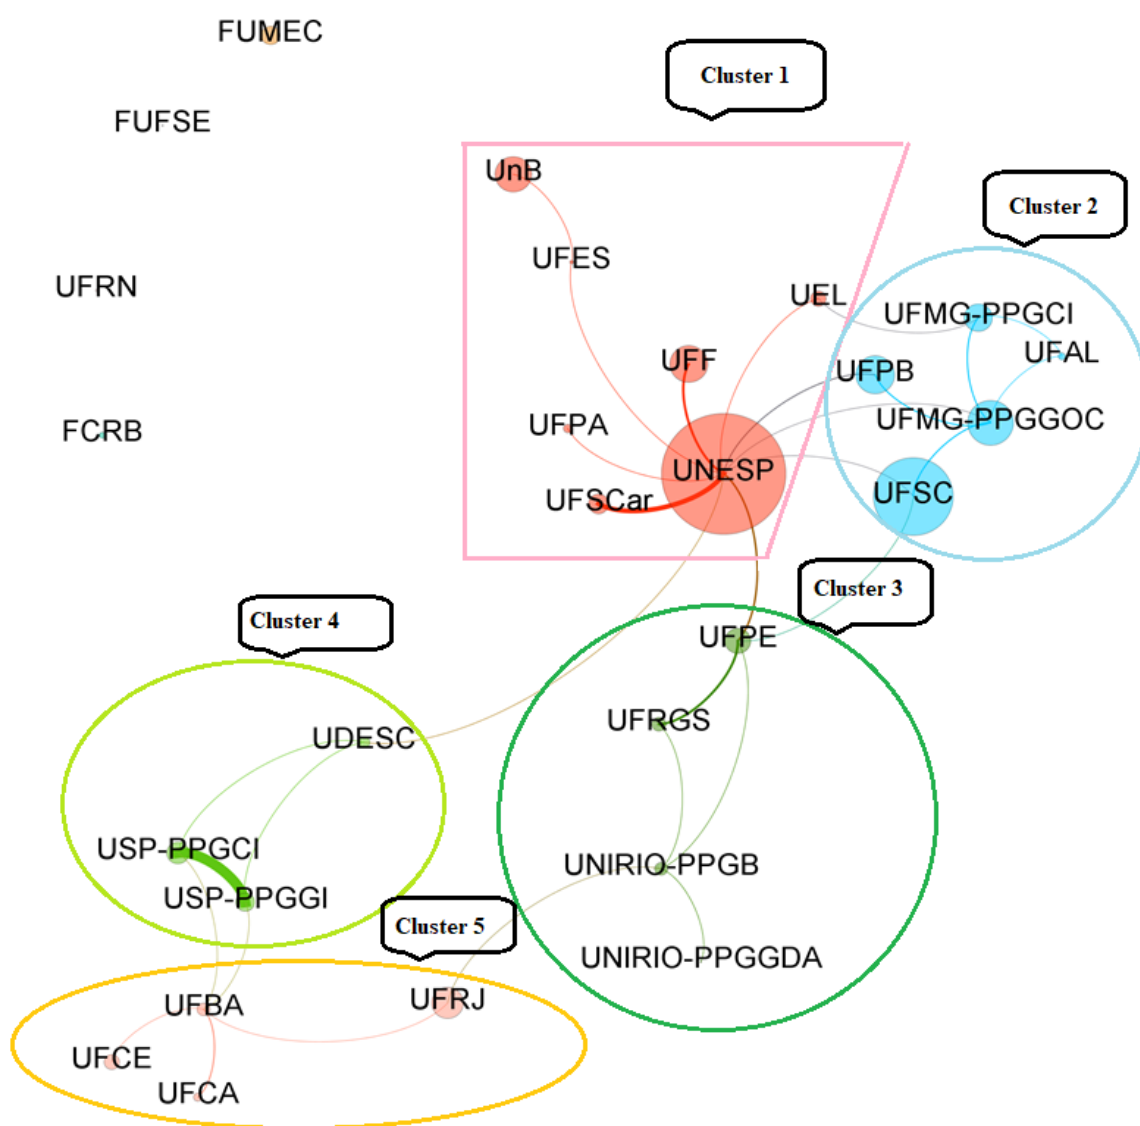 FUMEC
FUFSE
UFRN
FCRB
Cluster 1
UnB
UFES
UEL
UFF
UFPA
UNESP
UFSCar
Cluster 2
UFMG-PPGCI
UFAL
UFPB
UFMG-PPGGOC
UFSC
Cluster 3
UFPE
UFRGS
UNIRIO-PPGB
UNIRIO-PPGGDA
Cluster 4
UDESC
USP-PPGCI
USP-PPGGI
Cluster 5
UFBA
UFRJ
UFCE
UFCA